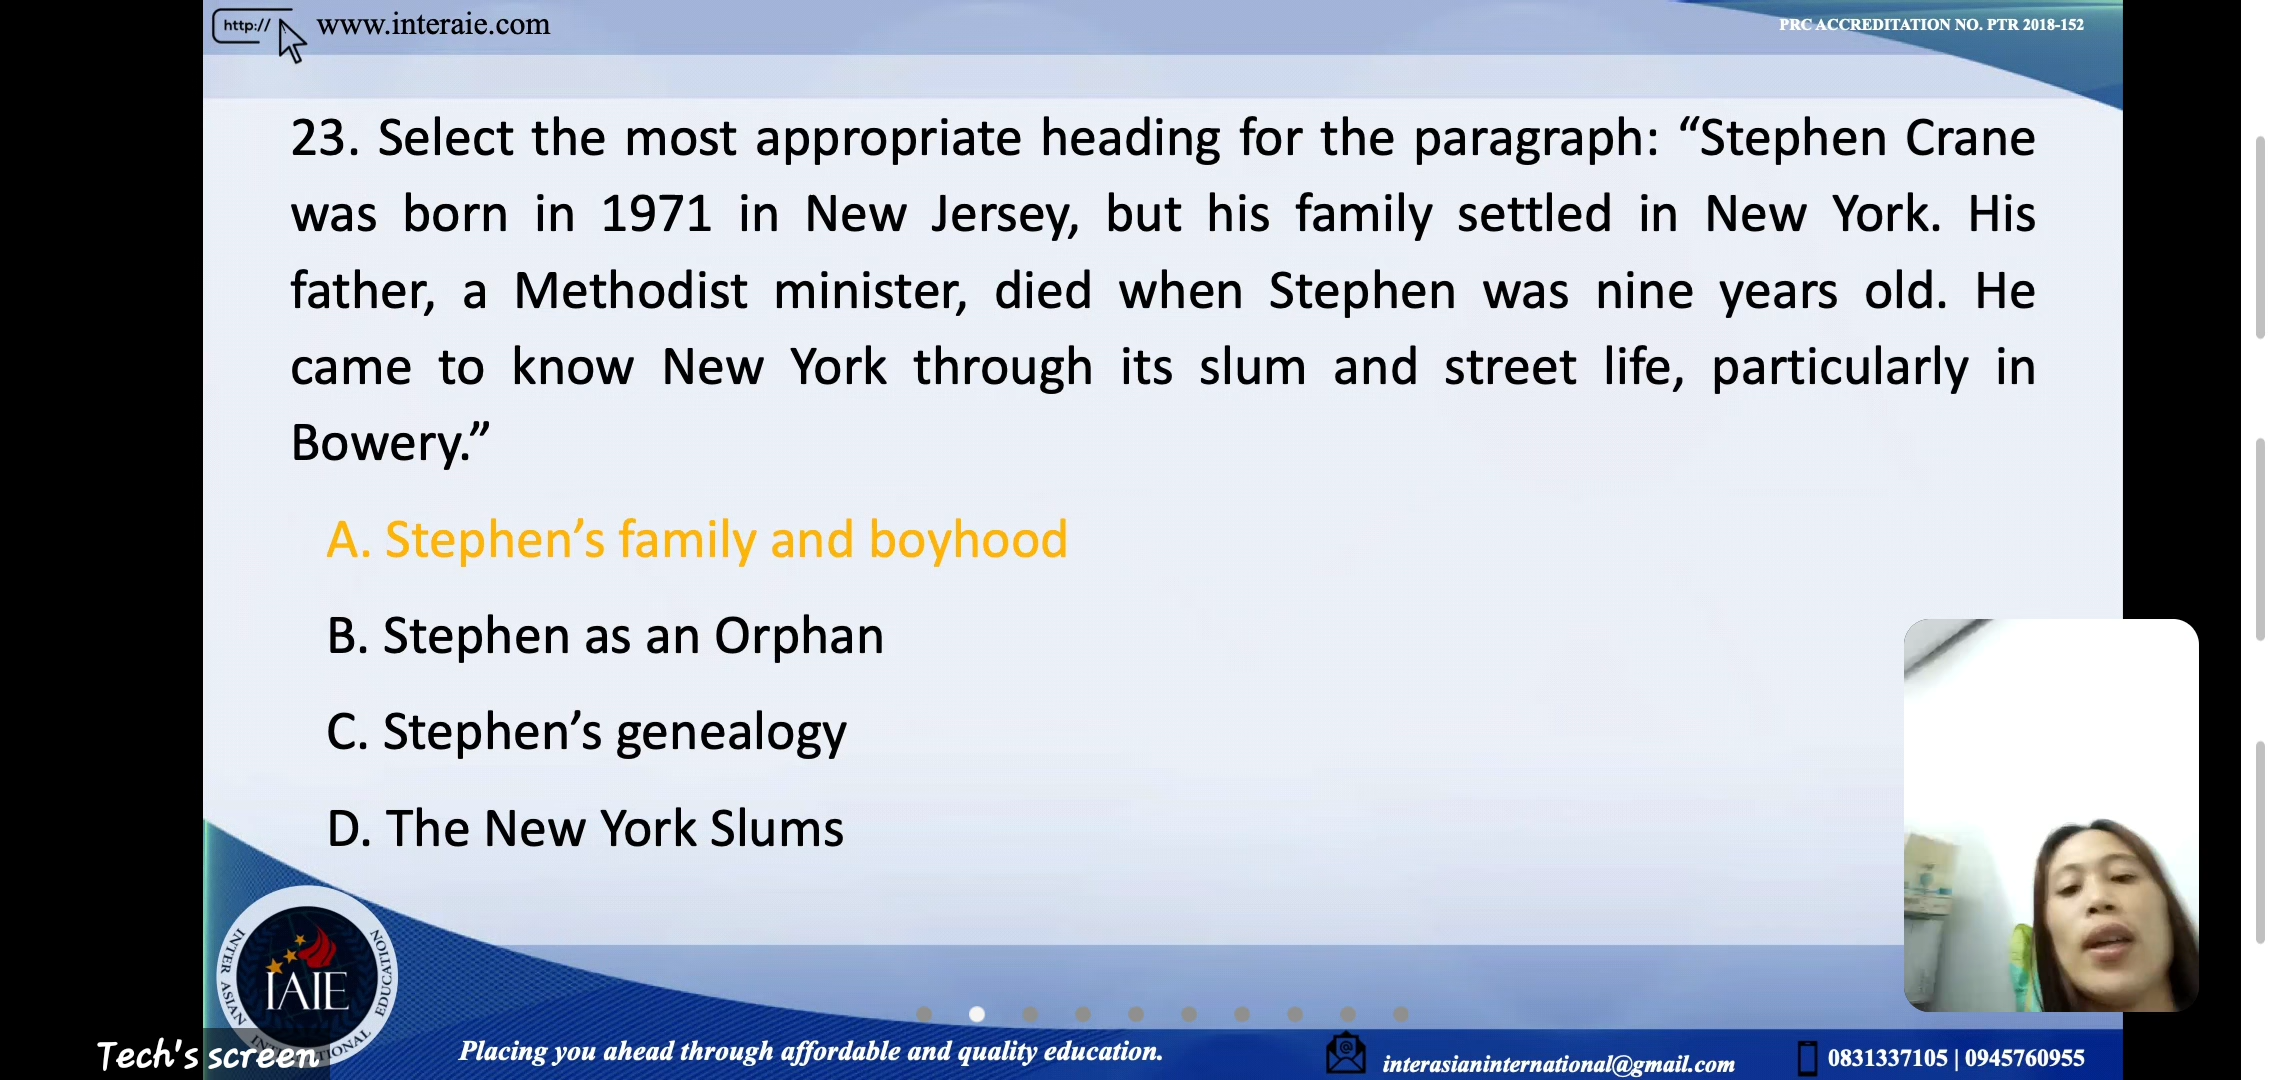 http:// www.interaie.com
PRC ACCREDITATION NO. PTR 2018-152
23. Select the most appropriate heading for the paragraph: “Stephen Crane
was born in 1971 in New Jersey, but his family settled in New York. His
father, a Methodist minister, died when Stephen was nine years old. He
came to know New York through its slum and street life, particularly in
Bowery.”
A. Stephen’s family and boyhood
B. Stephen as an Orphan
C. Stephen’s genealogy
D. The New York Slums
INTER ASIAN INTERNATIONAL EDUCATION
IAIE
Tech's screen
Placing you ahead through affordable and quality education.
interasianinternational@gmail.com
0831337105 | 0945760955